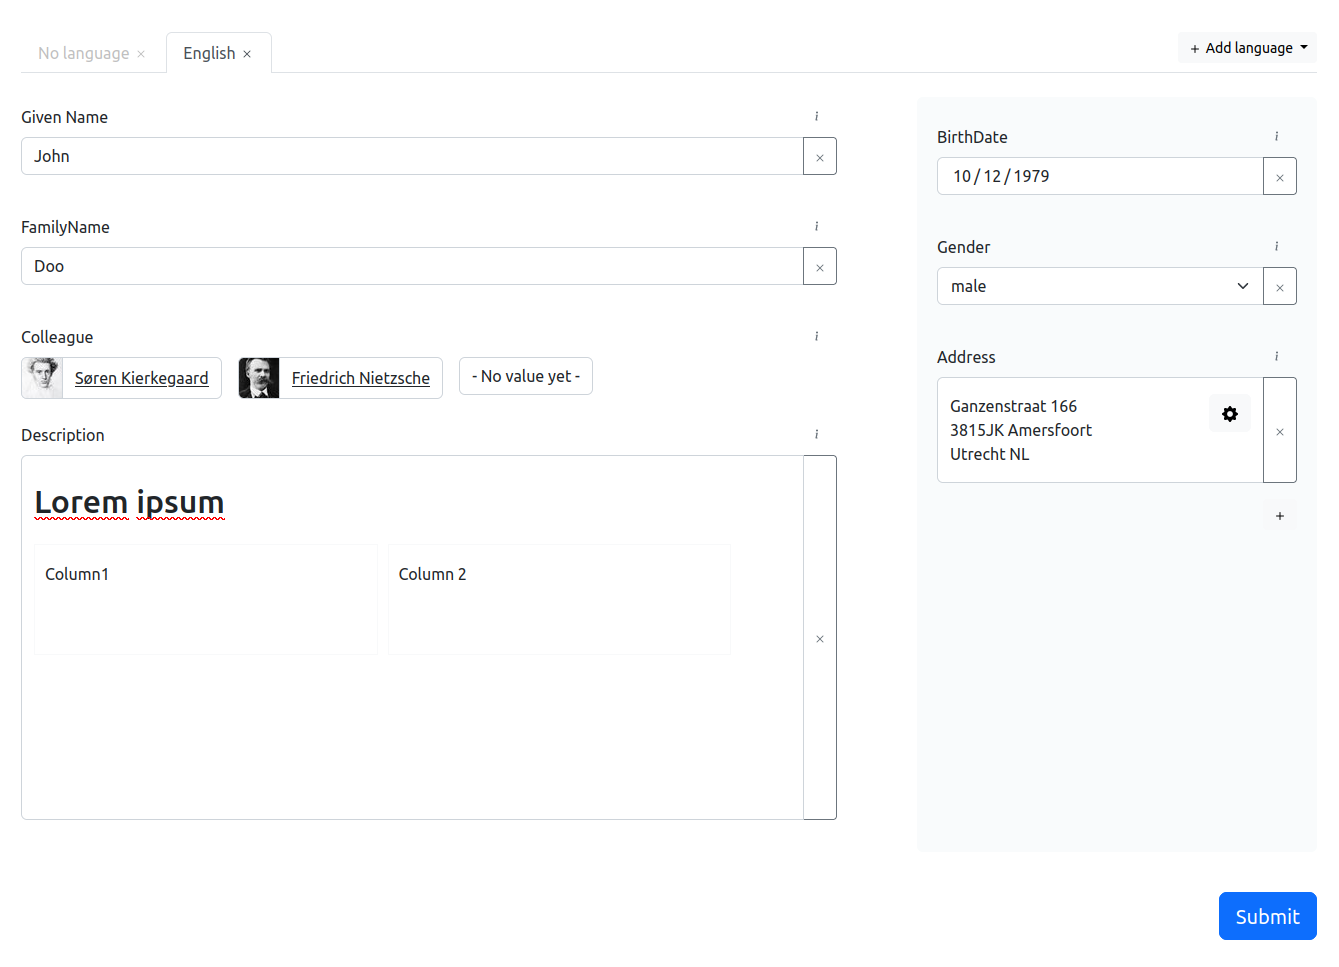 No language ×
English ×
+ Add language
Given Name
i
John
×
FamilyName
i
Doo
×
Colleague
i
Søren Kierkegaard
Friedrich Nietzsche
- No value yet -
Description
i
Lorem ipsum
Column1
Column 2
×
BirthDate
i
10 / 12 / 1979
×
Gender
i
male
×
Address
i
Ganzenstraat 166
3815JK Amersfoort
Utrecht NL
×
+
Submit